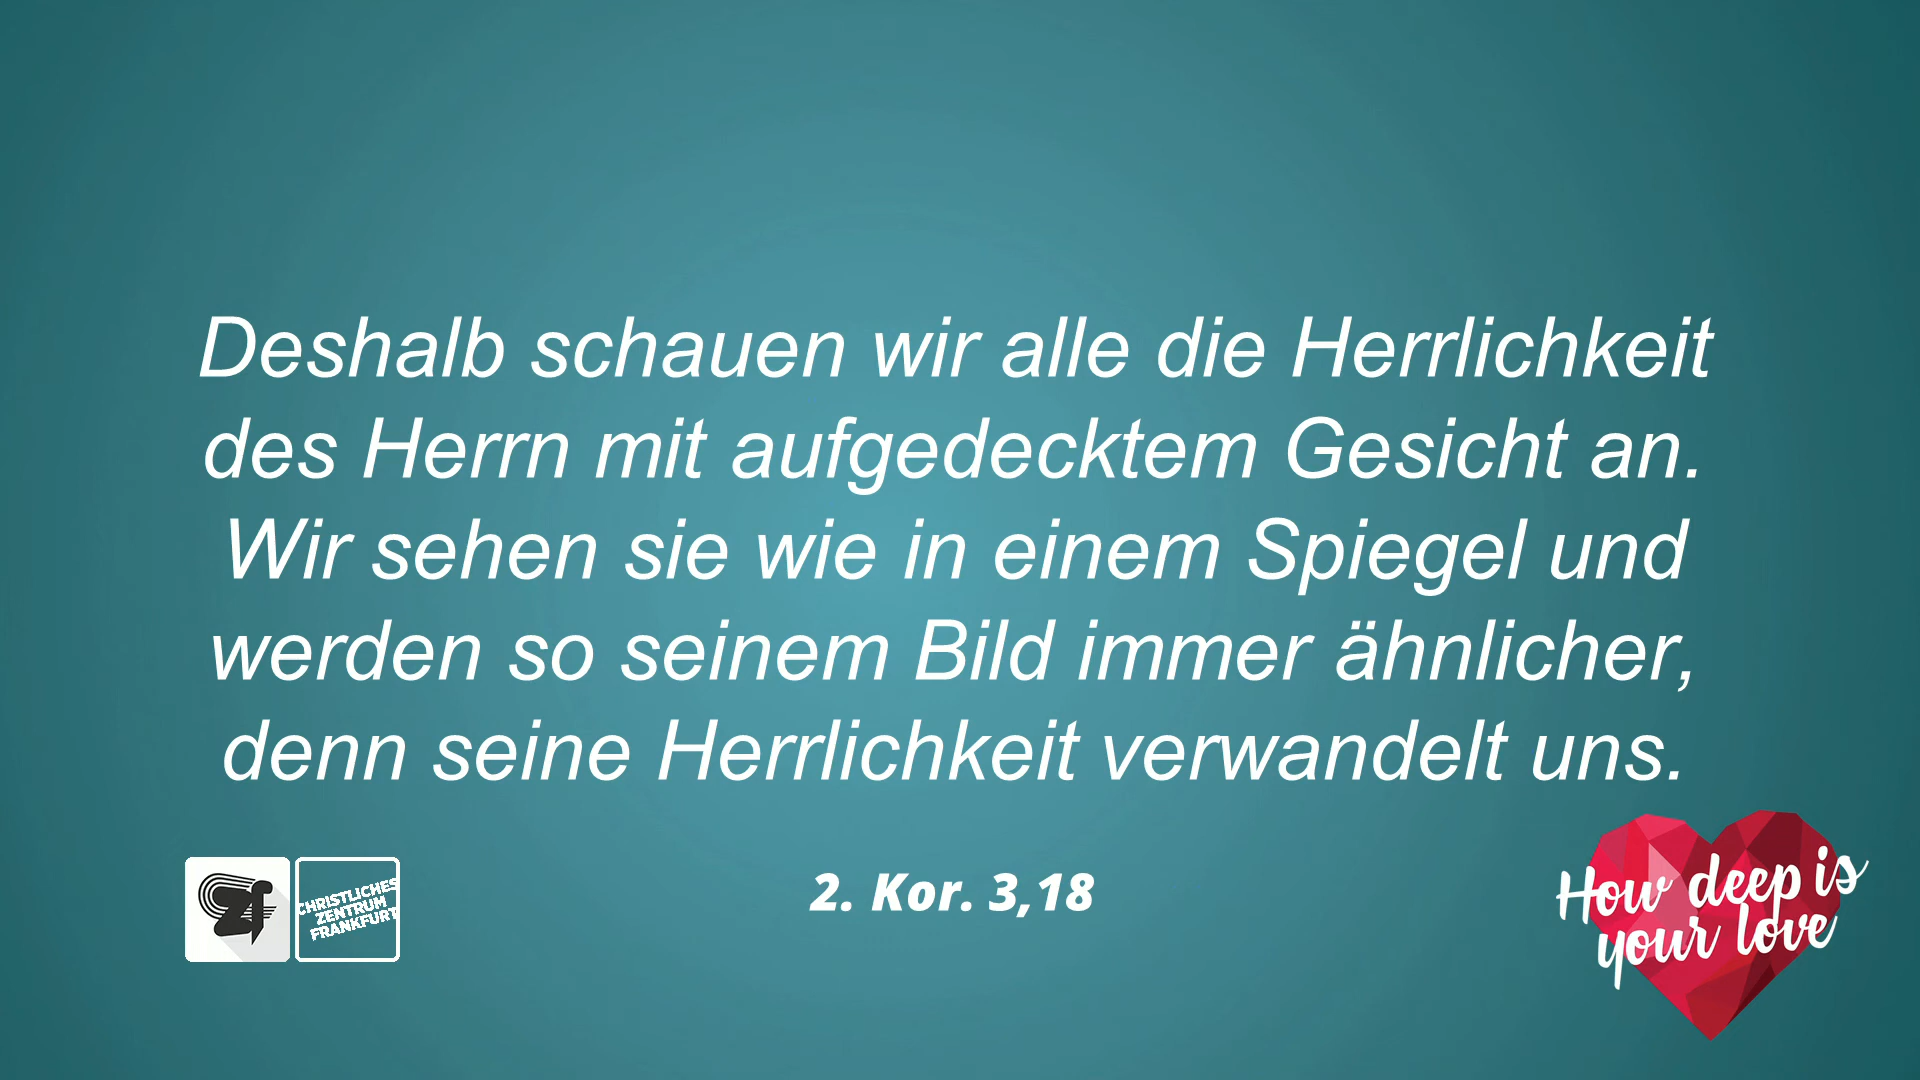 Deshalb schauen wir alle die Herrlichkeit
des Herrn mit aufgedecktem Gesicht an.
Wir sehen sie wie in einem Spiegel und
werden so seinem Bild immer ähnlicher,
denn seine Herrlichkeit verwandelt uns.
2. Kor. 3,18
CZF
CHRISTLICHES
ZENTRUM
FRANKFURT
How deep is
your love